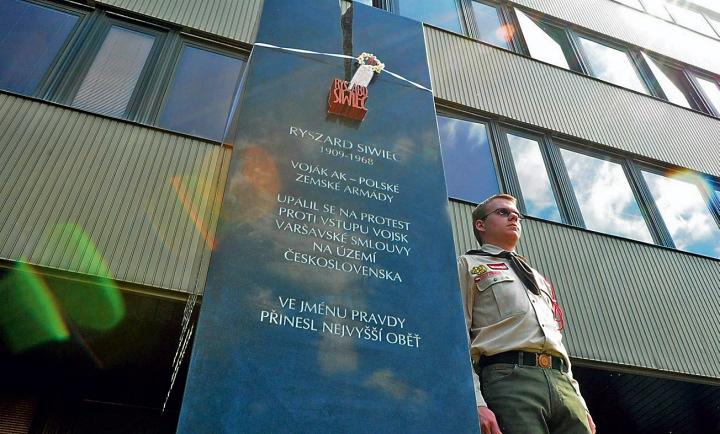 RYSZARD
SIWIEC
RYSZARD SIWIEC
1909-1968
VOJÁK AK – POLSKÉ
ZEMSKE ARMÁDY
UPÁLIL SE NA PROTEST
PROTI VSTUPU VOJSK
VARŠAVSKÉ SMLOUVY
NA ÚZEMÍ
ČESKOSLOVENSKA
VE JMÉNU PRAVDY
PŘINESL NEJVYŠŠÍ OBĚŤ